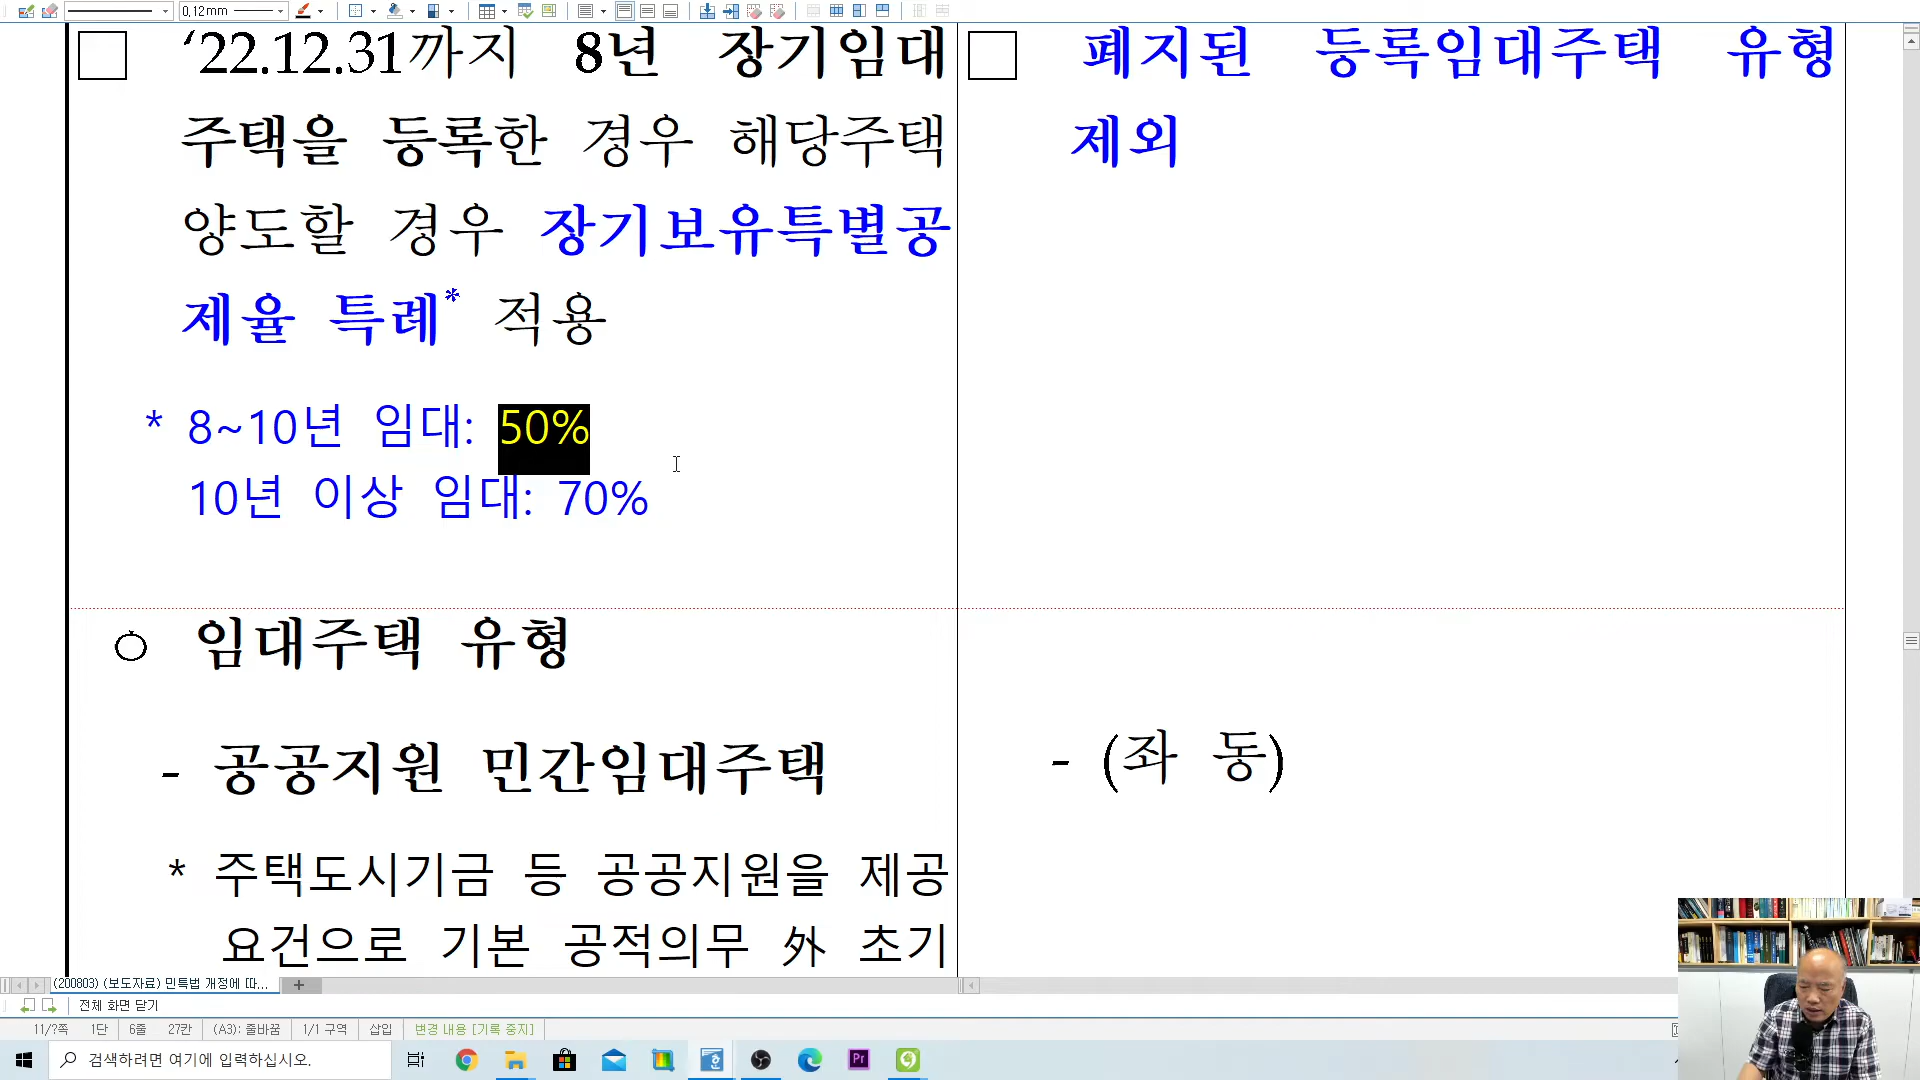 0.12mm
‘22.12.31까지 8년 장기임대
주택을 등록한 경우 해당주택
양도할 경우 장기보유특별공
제율 특례* 적용
* 8~10년 임대: 50%
10년 이상 임대: 70%
폐지된 등록임대주택 유형
제외
○ 임대주택 유형
- 공공지원 민간임대주택
- (좌 동)
* 주택도시기금 등 공공지원을 제공
요건으로 기본 공적의무 外 초기
(200803) (보도자료) 민특법 개정에 따...
전체 화면 닫기
11/?쪽 1단 6줄 27칸 (A3): 줄바꿈 1/1 구역 삽입 변경 내용 [기록 중지]
검색하려면 여기에 입력하십시오.
Pr